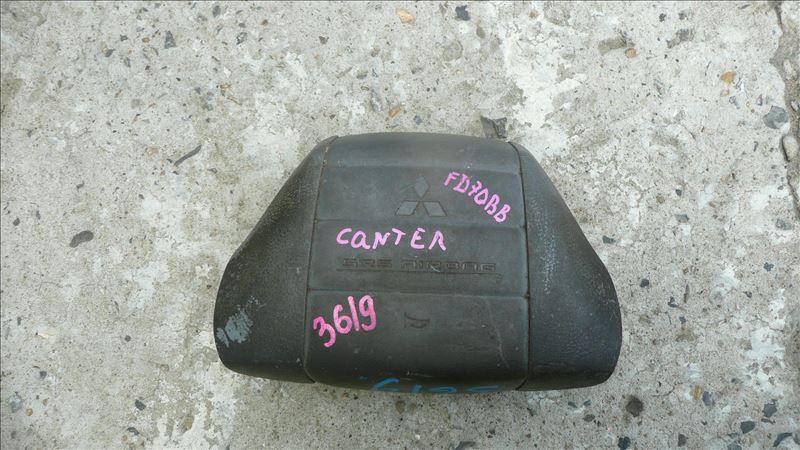 FD70BB
CANTER
SRS AIRBAG
3619